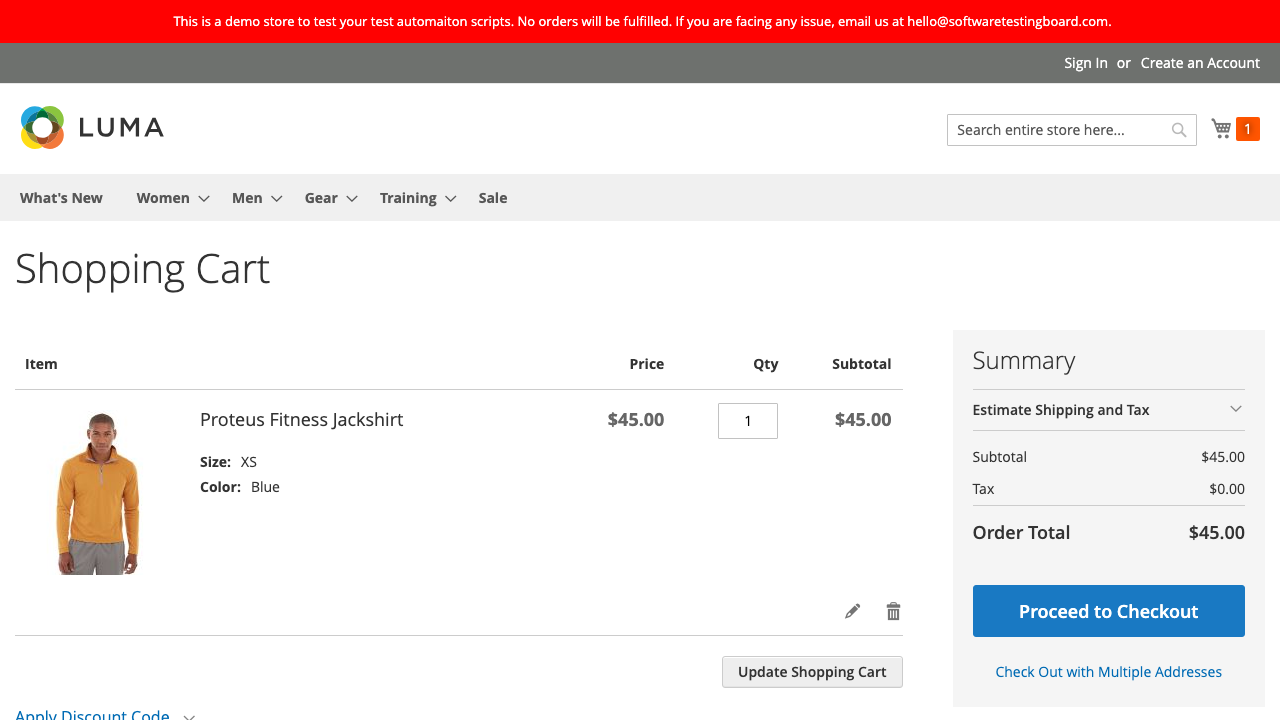 This is a demo store to test your test automaiton scripts. No orders will be fulfilled. If you are facing any issue, email us at hello@softwaretestingboard.com.
Sign In or Create an Account
LUMA
Search entire store here...
1
What's New Women Men Gear Training Sale
Shopping Cart
Item Price Qty Subtotal
Proteus Fitness Jackshirt $45.00 1 $45.00
Size: XS
Color: Blue
Update Shopping Cart
Apply Discount Code
Summary
Estimate Shipping and Tax
Subtotal $45.00
Tax $0.00
Order Total $45.00
Proceed to Checkout
Check Out with Multiple Addresses